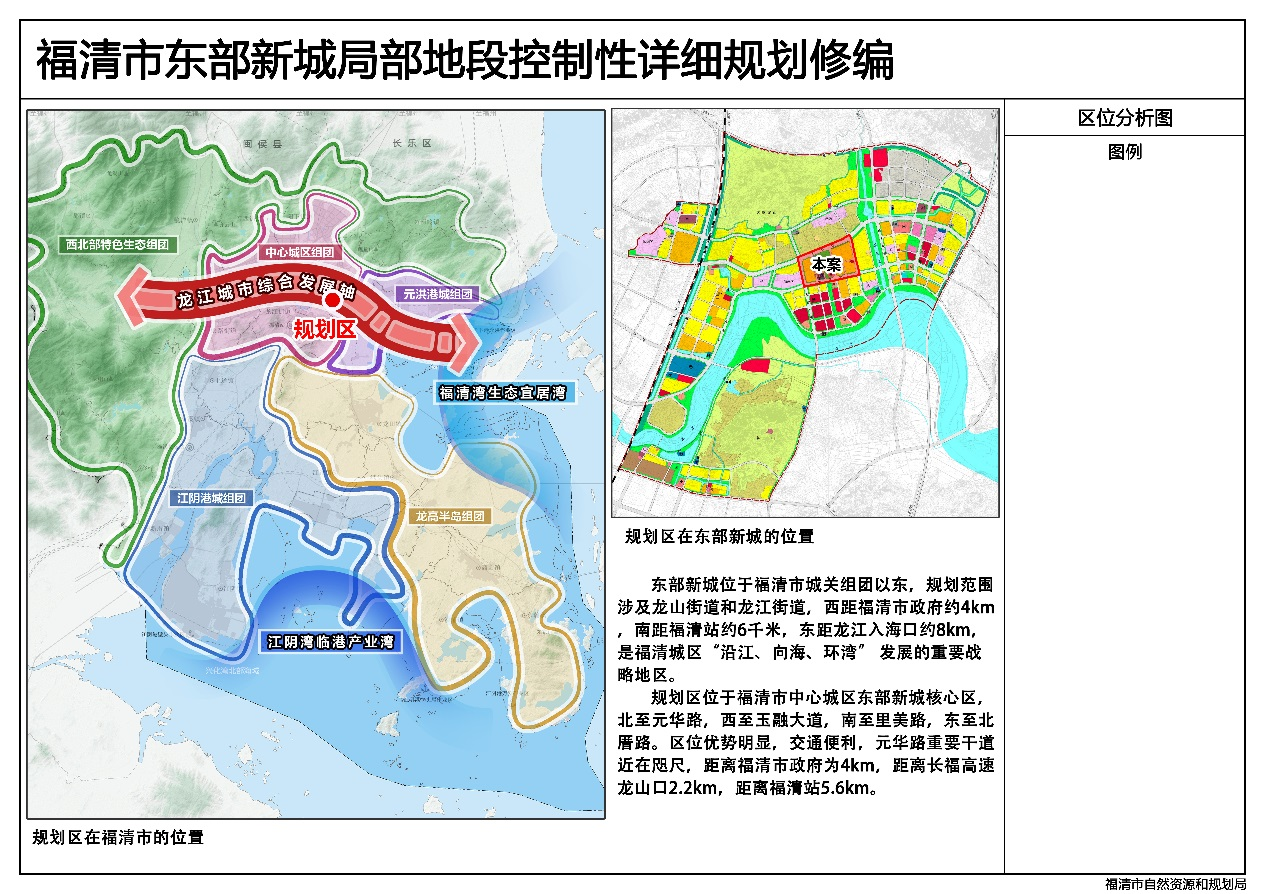 福清市东部新城局部地段控制性详细规划修编
区位分析图
图例
闽侯县
长乐区
西北部特色生态组团
中心城区组团
龙江城市综合发展轴
元洪港城组团
规划区
福清湾生态宜居湾
江阴港城组团
龙高半岛组团
江阴湾临港产业湾
规划区在福清市的位置
本案
规划区在东部新城的位置
东部新城位于福清市城关组团以东，规划范围
涉及龙山街道和龙江街道，西距福清市政府约4km
，南距福清站约6千米，东距龙江入海口约8km，
是福清城区“沿江、向海、环湾” 发展的重要战
略地区。
规划区位于福清市中心城区东部新城核心区，
北至元华路，西至玉融大道，南至里美路，东至北
厝路。区位优势明显，交通便利，元华路重要干道
近在咫尺，距离福清市政府为4km，距离长福高速
龙山口2.2km，距离福清站5.6km。
福清市自然资源和规划局